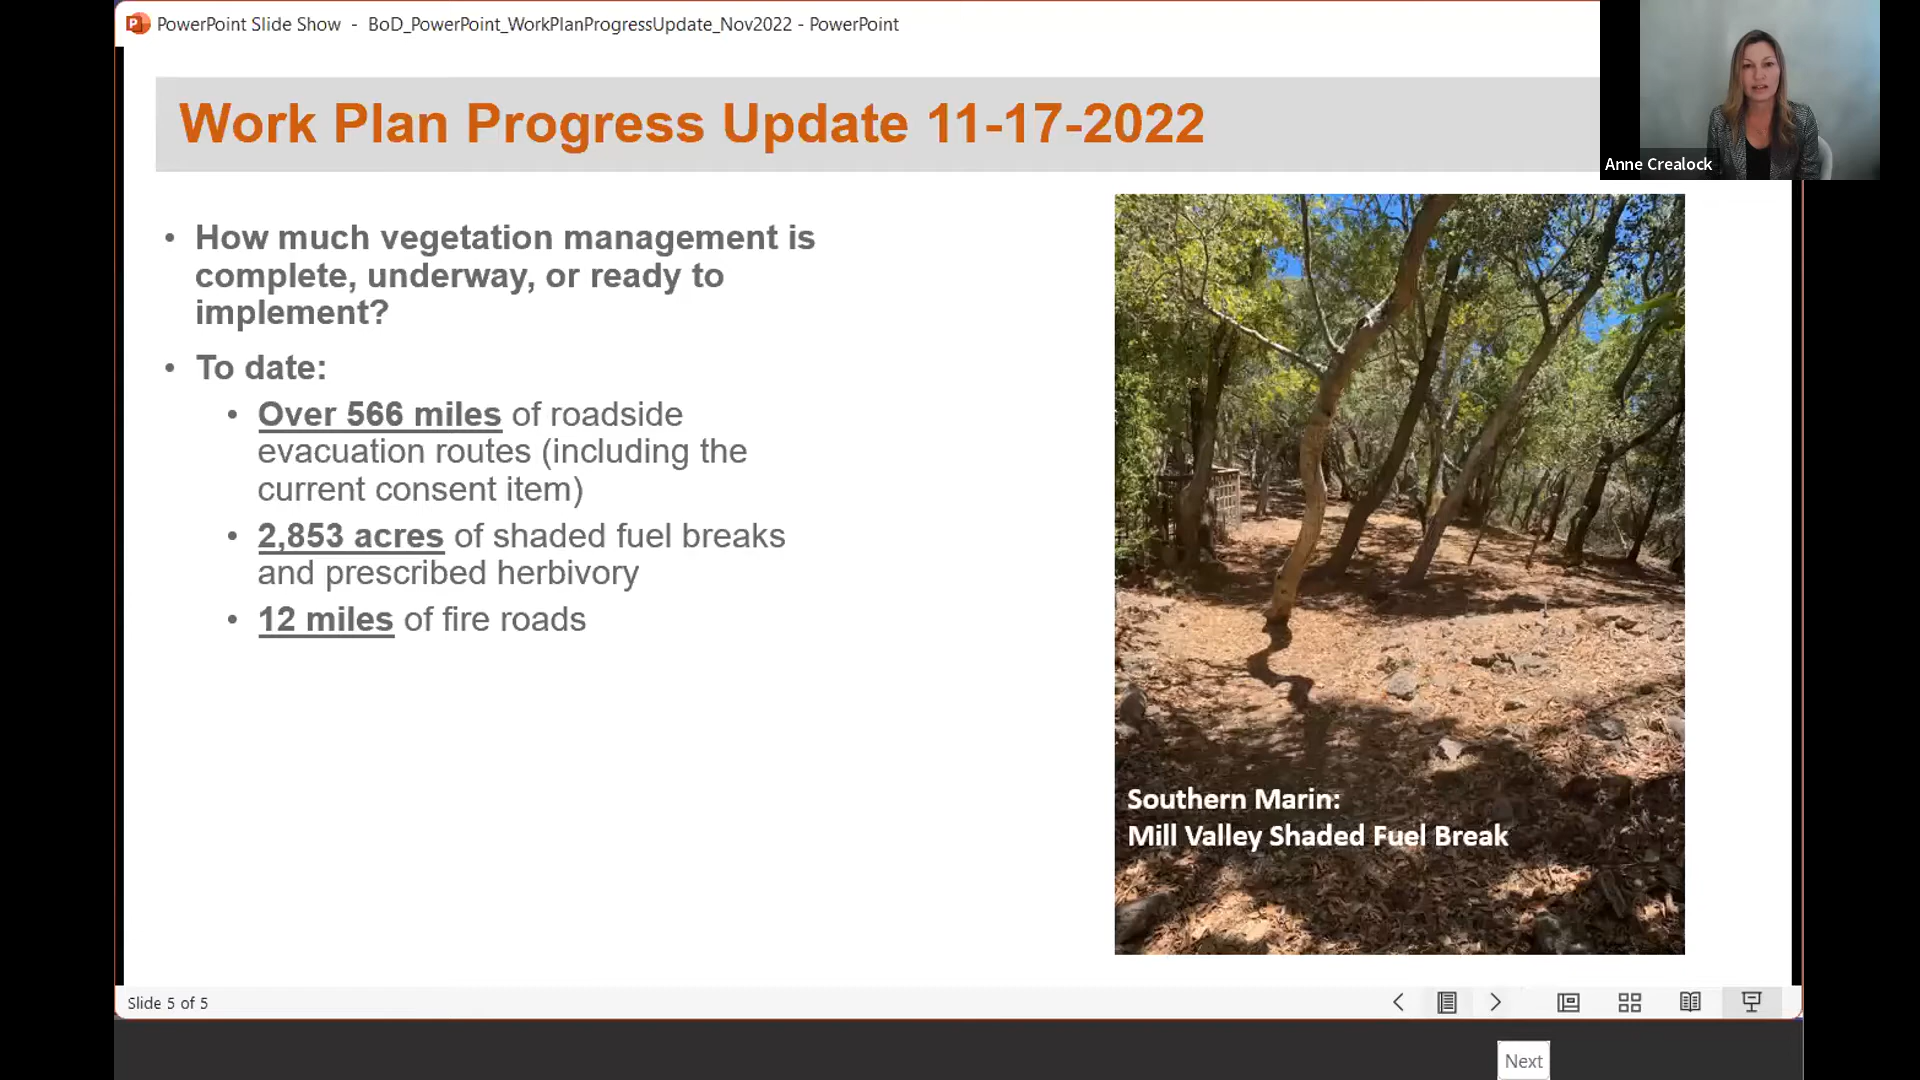 PowerPoint Slide Show - BoD_PowerPoint_WorkPlanProgressUpdate_Nov2022 - PowerPoint
Work Plan Progress Update 11-17-2022
Anne Crealock
• How much vegetation management is
complete, underway, or ready to
implement?
• To date:
• Over 566 miles of roadside
evacuation routes (including the
current consent item)
• 2,853 acres of shaded fuel breaks
and prescribed herbivory
• 12 miles of fire roads
Southern Marin:
Mill Valley Shaded Fuel Break
Slide 5 of 5
Next